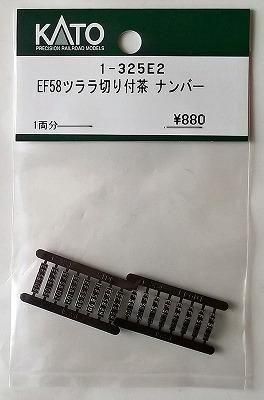 KATO
PRECISION RAILROAD MODELS
1-325E2
EF58ツララ切り付茶 ナンバー
1両分
¥880